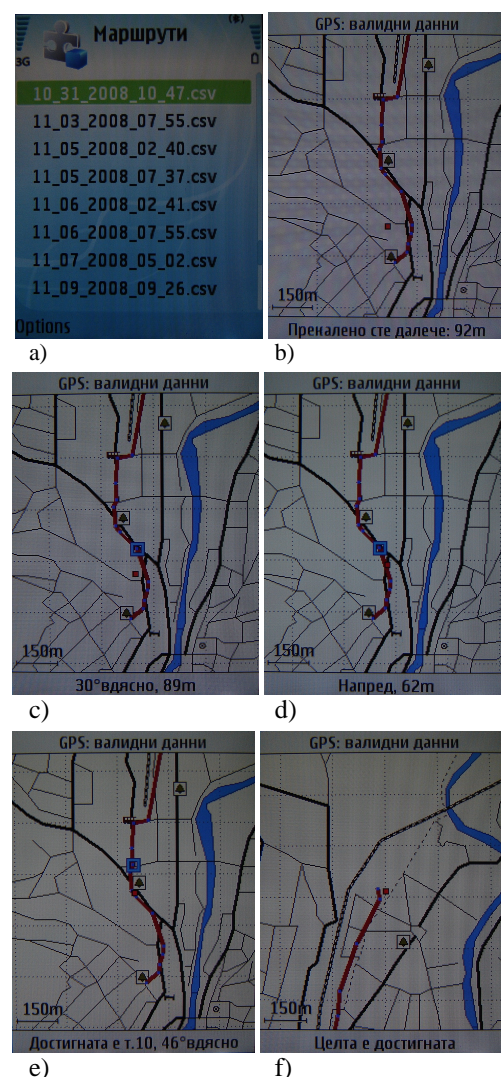 Маршрути
3G
10_31_2008_10_47.csv
11_03_2008_07_55.csv
11_05_2008_02_40.csv
11_05_2008_07_37.csv
11_06_2008_02_41.csv
11_06_2008_07_55.csv
11_07_2008_05_02.csv
11_09_2008_09_26.csv
Options
a)
GPS: валидни данни
150m
Прекалено сте далече: 92m
b)
GPS: валидни данни
150m
30°вдясно, 89m
c)
GPS: валидни данни
150m
Напред, 62m
d)
GPS: валидни данни
150m
Достигната е т.10, 46°вдясно
e)
GPS: валидни данни
150m
Целта е достигната
f)